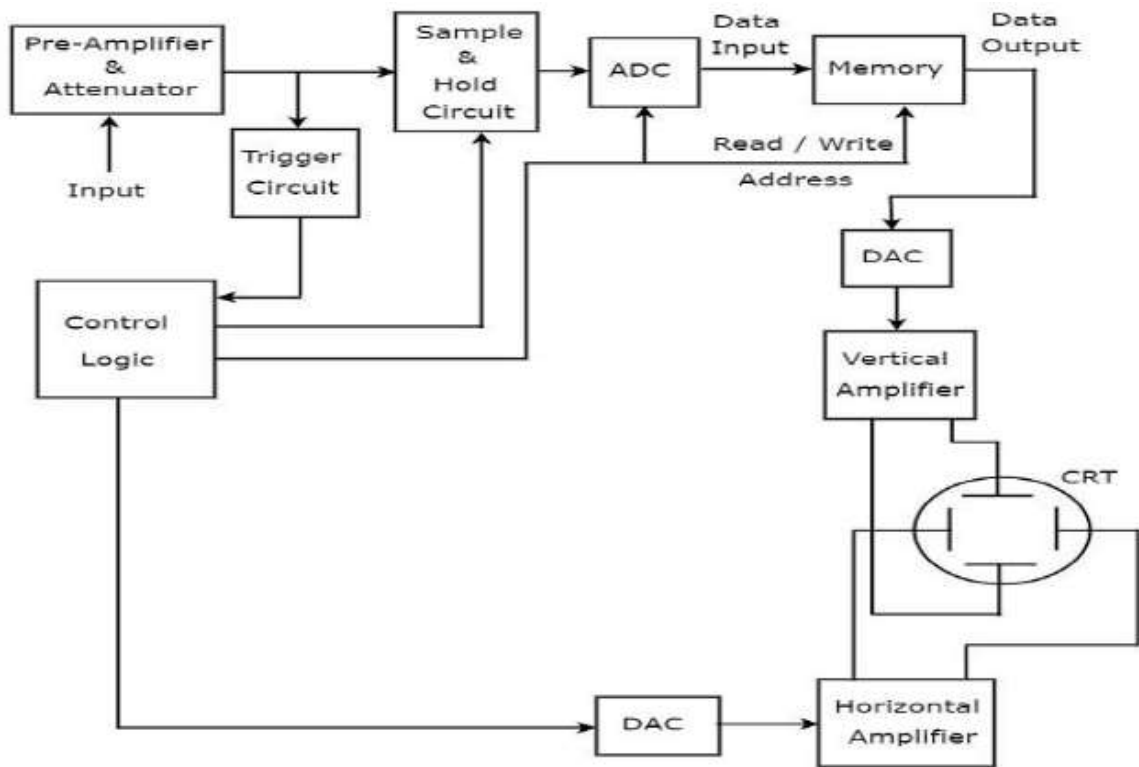 Pre-Amplifier
&
Attenuator
Input
Trigger
Circuit
Sample
&
Hold
Circuit
ADC
Data
Input
Memory
Data
Output
Read / Write
Address
Control
Logic
DAC
Vertical
Amplifier
CRT
DAC
Horizontal
Amplifier